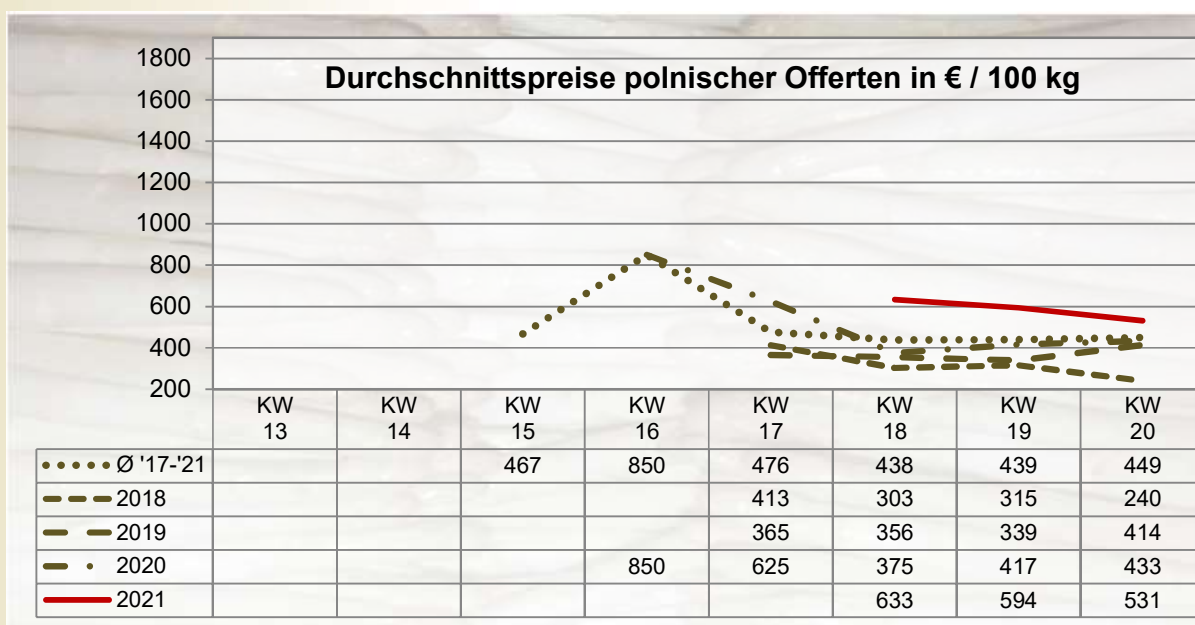 Durchschnittspreise polnischer Offerten in € / 100 kg
1800
1600
1400
1200
1000
800
600
400
200
KW 13 KW 14 KW 15 KW 16 KW 17 KW 18 KW 19 KW 20
Ø '17-'21 467 850 476 438 439 449
2018 413 303 315 240
2019 365 356 339 414
2020 850 625 375 417 433
2021 633 594 531